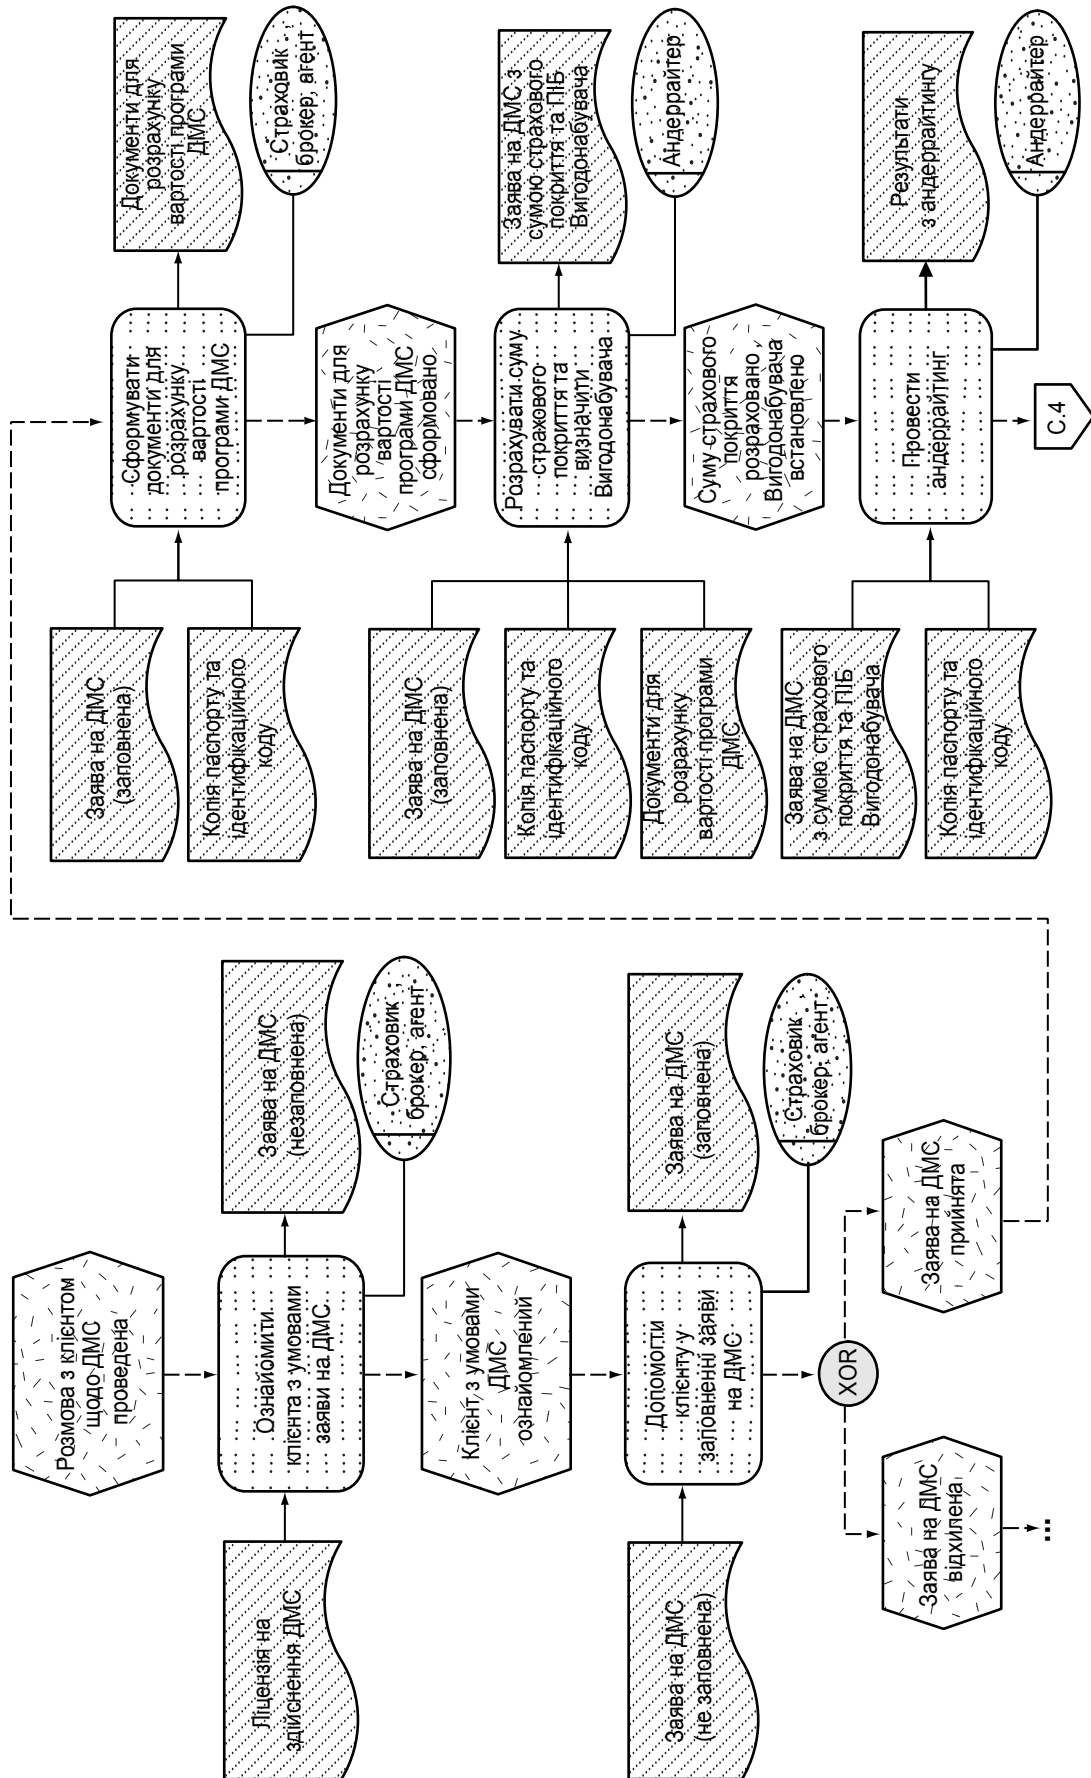 Розмова з клієнтом
щодо ДМС
проведена
Ліцензія на
здійснення ДМС
Ознайомити
клієнта з умовами
заяви на ДМС
Заява на ДМС
(незаповнена)
Страховик ,
брокер, агент
Клієнт з умовами
ДМС
ознайомлений
Заява на ДМС
(не заповнена)
Допомогти
клієнту у
заповненні заяви
на ДМС
Заява на ДМС
(заповнена)
Страховик ,
брокер, агент
XOR
Заява на ДМС
відхилена
...
Заява на ДМС
прийнята
Заява на ДМС
(заповнена)
Копія паспорту та
ідентифікаційного
коду
Сформувати
документи для
розрахунку
вартості
програми ДМС
Документи для
розрахунку
вартості програми
ДМС
Страховик ,
брокер, агент
Документи для
розрахунку
вартості
програми ДМС
сформовано
Заява на ДМС
(заповнена)
Копія паспорту та
ідентифікаційного
коду
Документи для
розрахунку
вартості програми
ДМС
Розрахувати суму
страхового
покриття та
визначити
Вигодонабувача
Заява на ДМС з
сумою страхового
покриття та ПІБ
Вигодонабувача
Андеррайтер
Суму страхового
покриття
розраховано ,
Вигодонабувача
встановлено
Заява на ДМС
з сумою страхового
покриття та ПІБ
Вигодонабувача
Копія паспорту та
ідентифікаційного
коду
Провести
андеррайтинг
Результати
з андеррайтингу
Андеррайтер
С.4